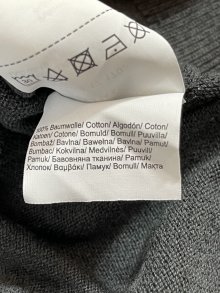 100% Baumwolle/ Cotton/ Algodón/ Coton/
Katoen/ Cotone/ Bomuld/ Bomull/ Puuvilla/
Bombaž/ Bavlna/ Bawełna/ Bavlna/ Pamut/
Bumbac/ Kokvilna/ Medvilnės/ Puuvill/
Pamuk/ Бавовняна тканина/ Памук/
Хлопок/ Βαμβάκι/ Памук/ Bomull/ Мақта